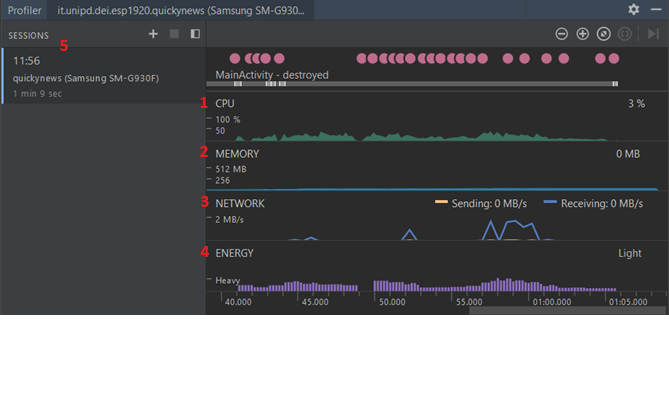 Profiler it.unipd.dei.esp1920.quickynews (Samsung SM-G930...
SESSIONS
5
11:56
quickynews (Samsung SM-G930F)
1 min 9 sec
MainActivity - destroyed
1 CPU 3 %
100 %
50
2 MEMORY 0 MB
512 MB
256
3 NETWORK Sending: 0 MB/s Receiving: 0 MB/s
2 MB/s
4 ENERGY Light
Heavy
40.000 45.000 50.000 55.000 01:00.000 01:05.000